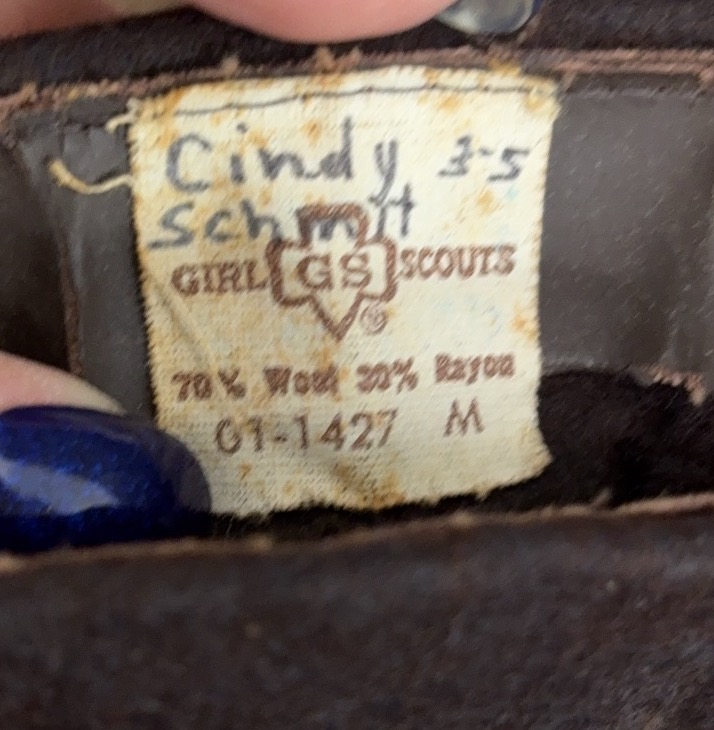 Cindy 3-5
Schmitt
GIRL GS SCOUTS ®
70% Wool 30% Rayon
01-1427 M